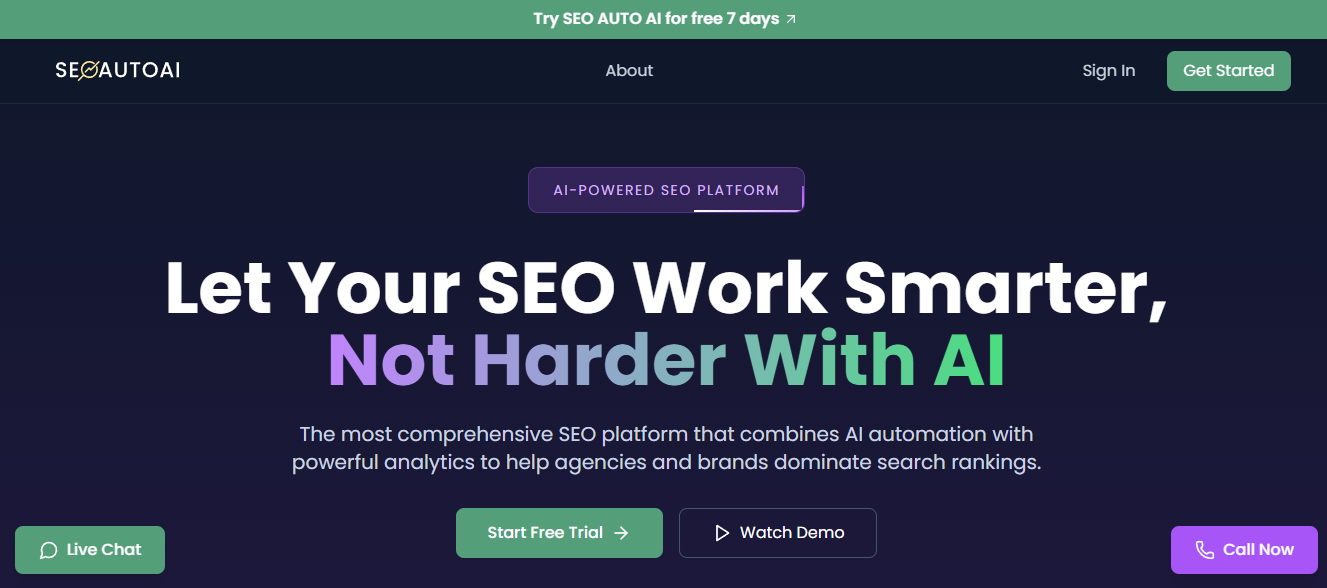 Try SEO AUTO AI for free 7 days
SEOAUTOAI
About
Sign In
Get Started
AI-POWERED SEO PLATFORM
Let Your SEO Work Smarter,
Not Harder With AI
The most comprehensive SEO platform that combines AI automation with
powerful analytics to help agencies and brands dominate search rankings.
Start Free Trial
Watch Demo
Live Chat
Call Now